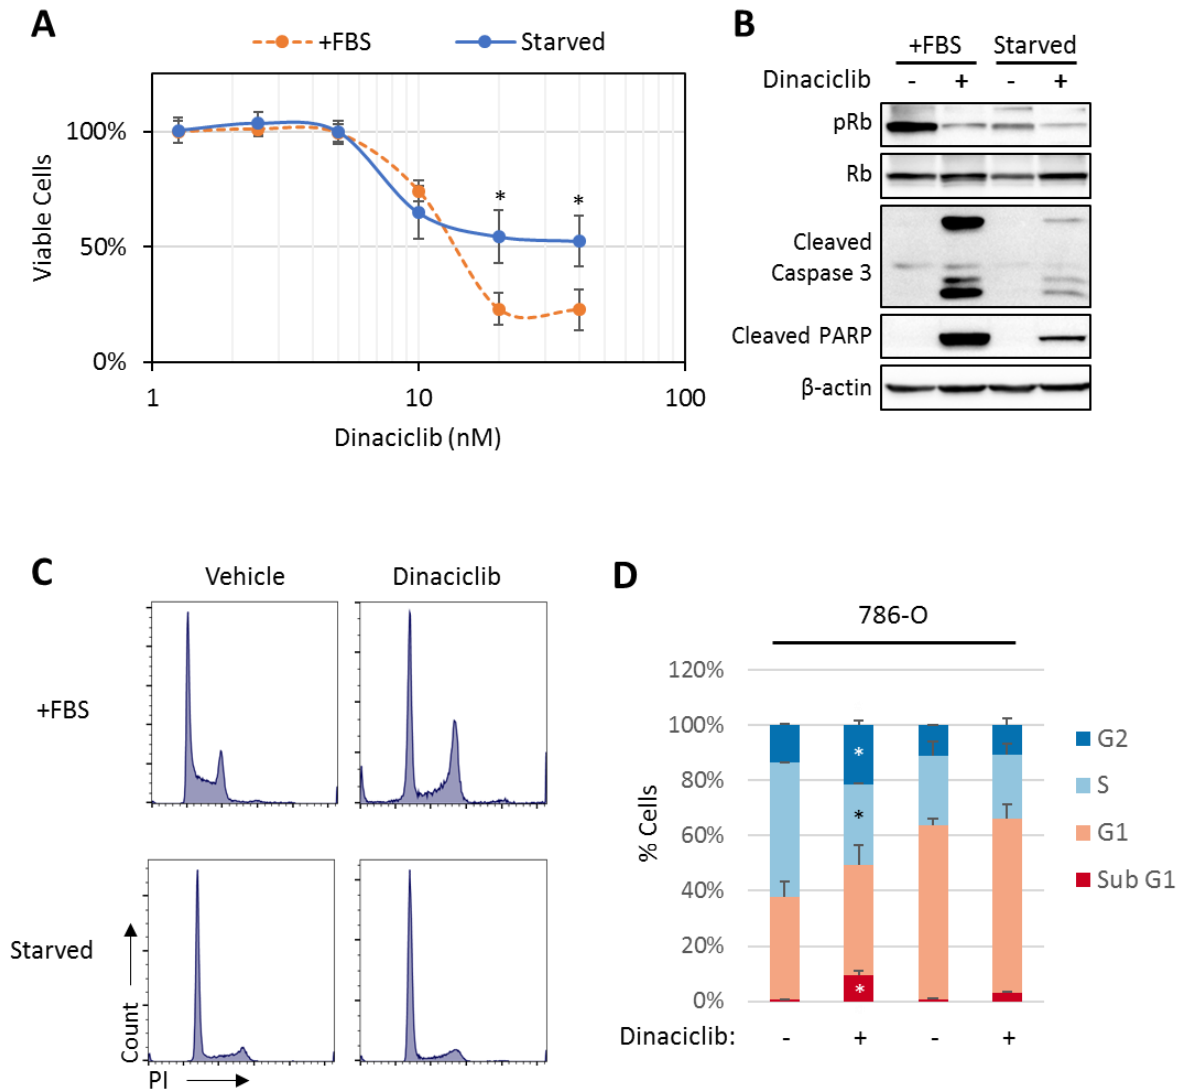 A
+FBS
Starved
100%
50%
0%
Viable Cells
1
10
100
*
*
Dinaciclib (nM)
B
+FBS Starved
Dinaciclib - + - +
pRb
Rb
Cleaved
Caspase 3
Cleaved PARP
β-actin
C
Vehicle
Dinaciclib
+FBS
Starved
Count
PI
D
786-O
120%
100%
80%
60%
40%
20%
0%
% Cells
*
*
*
G2
S
G1
Sub G1
Dinaciclib: - + - +